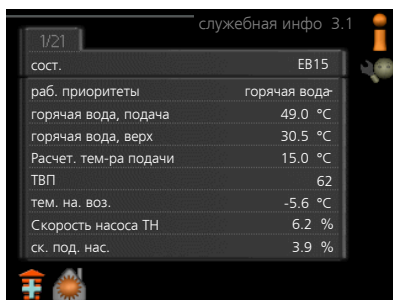 служебная инфо 3.1
1/21
сост. EB15
раб. приоритеты горячая вода-
горячая вода, подача 49.0 °C
горячая вода, верх 30.5 °C
Расчет. тем-ра подачи 15.0 °C
ТВП 62
тем. на. воз. -5.6 °C
Скорость насоса ТН 6.2 %
ск. под. нас. 3.9 %